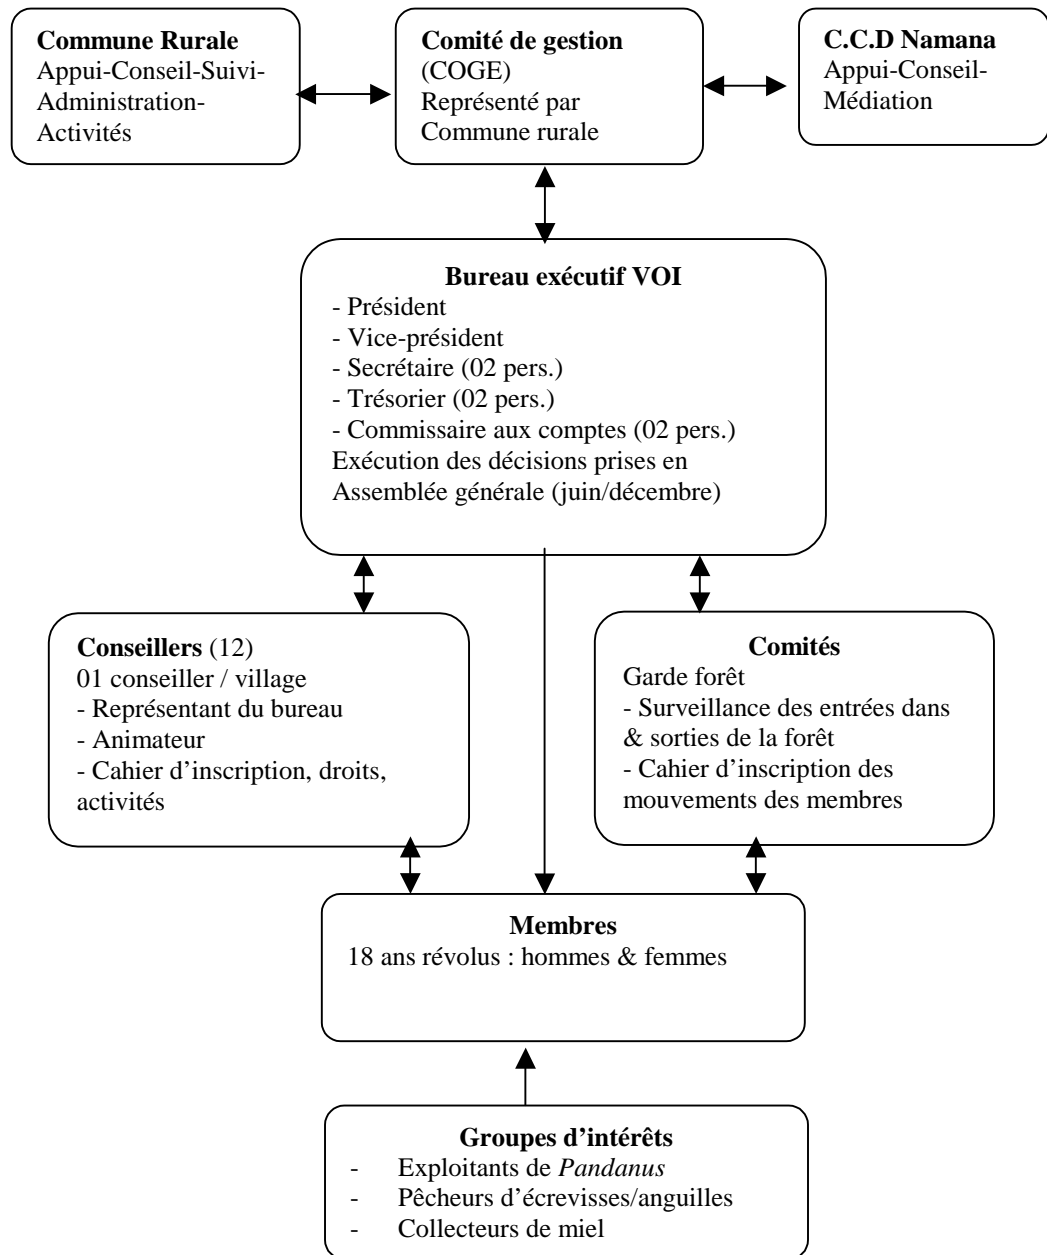 Commune Rurale
Appui-Conseil-Suivi-
Administration-
Activités
Comité de gestion
(COGE)
Représenté par
Commune rurale
C.C.D Namana
Appui-Conseil-
Médiation
Bureau exécutif VOI
- Président
- Vice-président
- Secrétaire (02 pers.)
- Trésorier (02 pers.)
- Commissaire aux comptes (02 pers.)
Exécution des décisions prises en
Assemblée générale (juin/décembre)
Conseillers (12)
01 conseiller / village
- Représentant du bureau
- Animateur
- Cahier d’inscription, droits,
activités
Comités
Garde forêt
- Surveillance des entrées dans
& sorties de la forêt
- Cahier d’inscription des
mouvements des membres
Membres
18 ans révolus : hommes & femmes
Groupes d’intérêts
- Exploitants de Pandanus
- Pêcheurs d’écrevisses/anguilles
- Collecteurs de miel